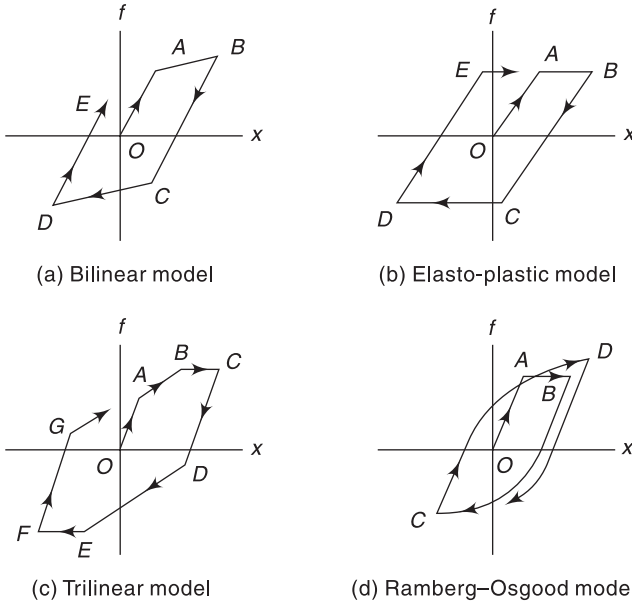 f
A
B
E
x
O
D
C
(a) Bilinear model
f
E
A
B
x
O
D
C
(b) Elasto-plastic model
f
B
C
A
G
O
x
D
F
E
(c) Trilinear model
f
A
D
B
x
O
C
(d) Ramberg–Osgood mode